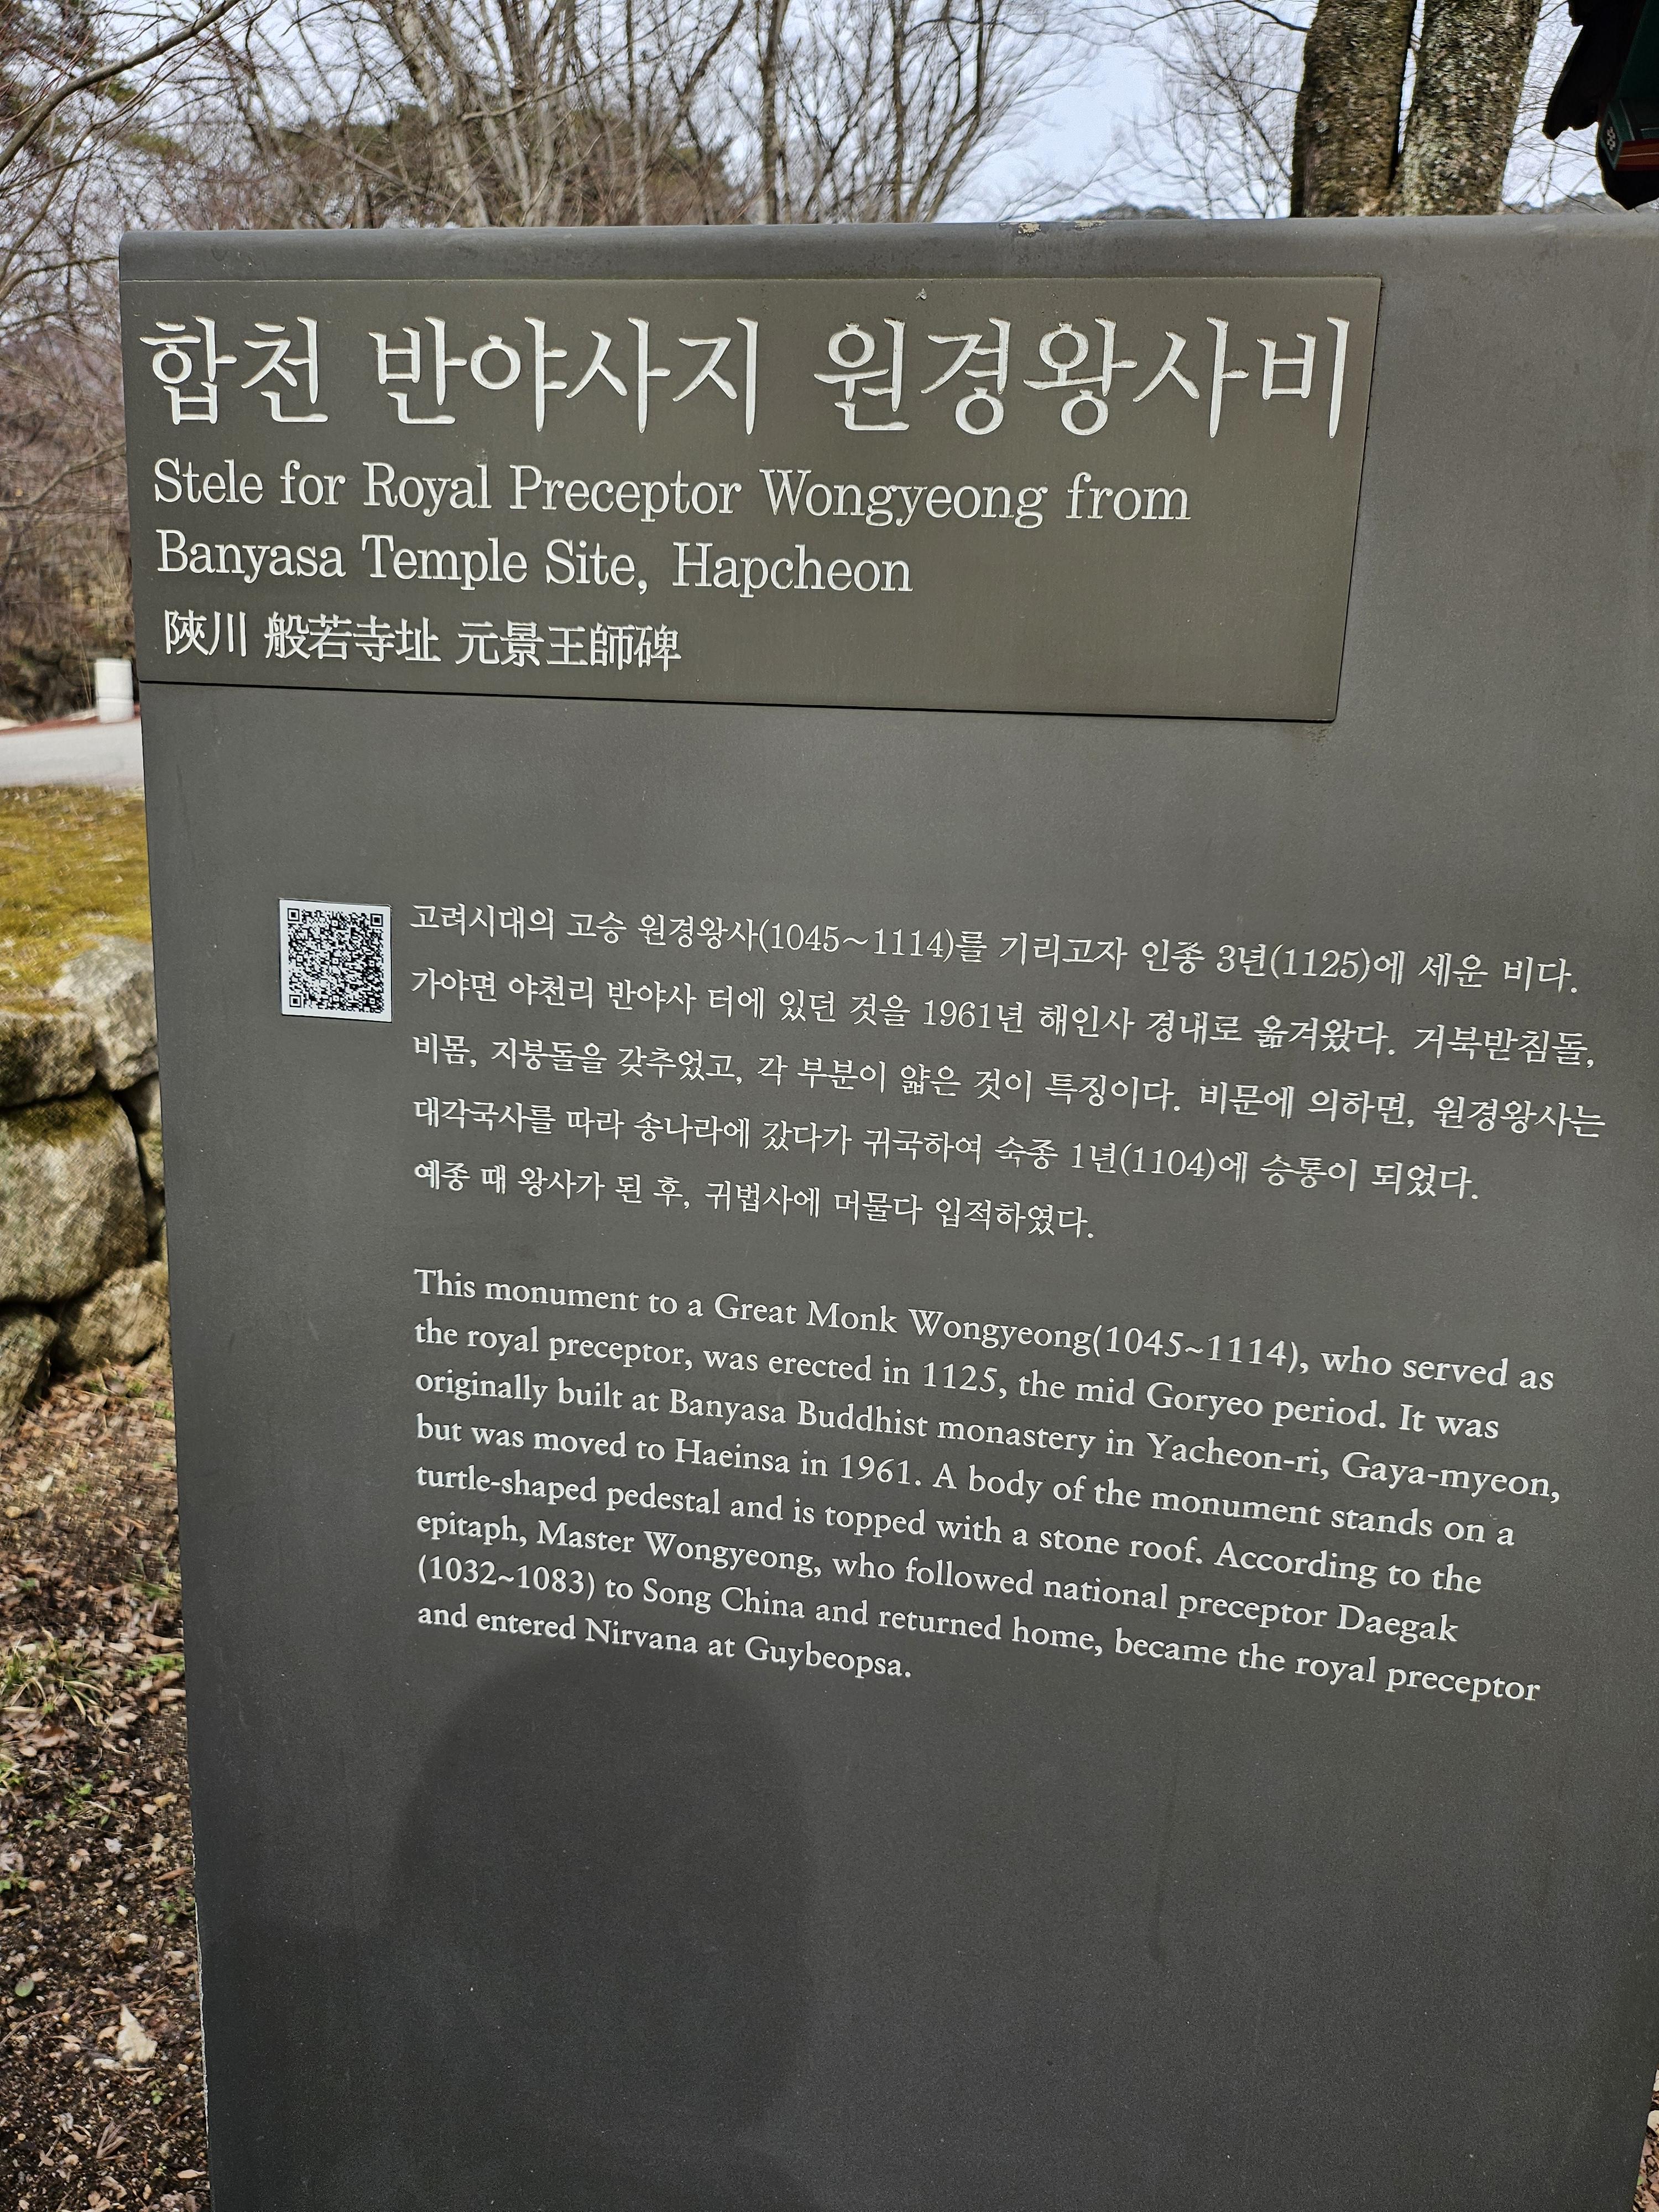 합천 반야사지 원경왕사비
Stele for Royal Preceptor Wongyeong from
Banyasa Temple Site, Hapcheon
陜川 般若寺址 元景王師碑
고려시대의 고승 원경왕사(1045~1114)를 기리고자 인종 3년(1125)에 세운 비다.
가야면 야천리 반야사 터에 있던 것을 1961년 해인사 경내로 옮겨왔다. 거북받침돌,
비몸, 지붕돌을 갖추었고, 각 부분이 얇은 것이 특징이다. 비문에 의하면, 원경왕사는
대각국사를 따라 송나라에 갔다가 귀국하여 숙종 1년(1104)에 승통이 되었다.
예종 때 왕사가 된 후, 귀법사에 머물다 입적하였다.
This monument to a Great Monk Wongyeong(1045~1114), who served as
the royal preceptor, was erected in 1125, the mid Goryeo period. It was
originally built at Banyasa Buddhist monastery in Yacheon-ri, Gaya-myeon,
but was moved to Haeinsa in 1961. A body of the monument stands on a
turtle-shaped pedestal and is topped with a stone roof. According to the
epitaph, Master Wongyeong, who followed national preceptor Daegak
(1032~1083) to Song China and returned home, became the royal preceptor
and entered Nirvana at Guybeopsa.